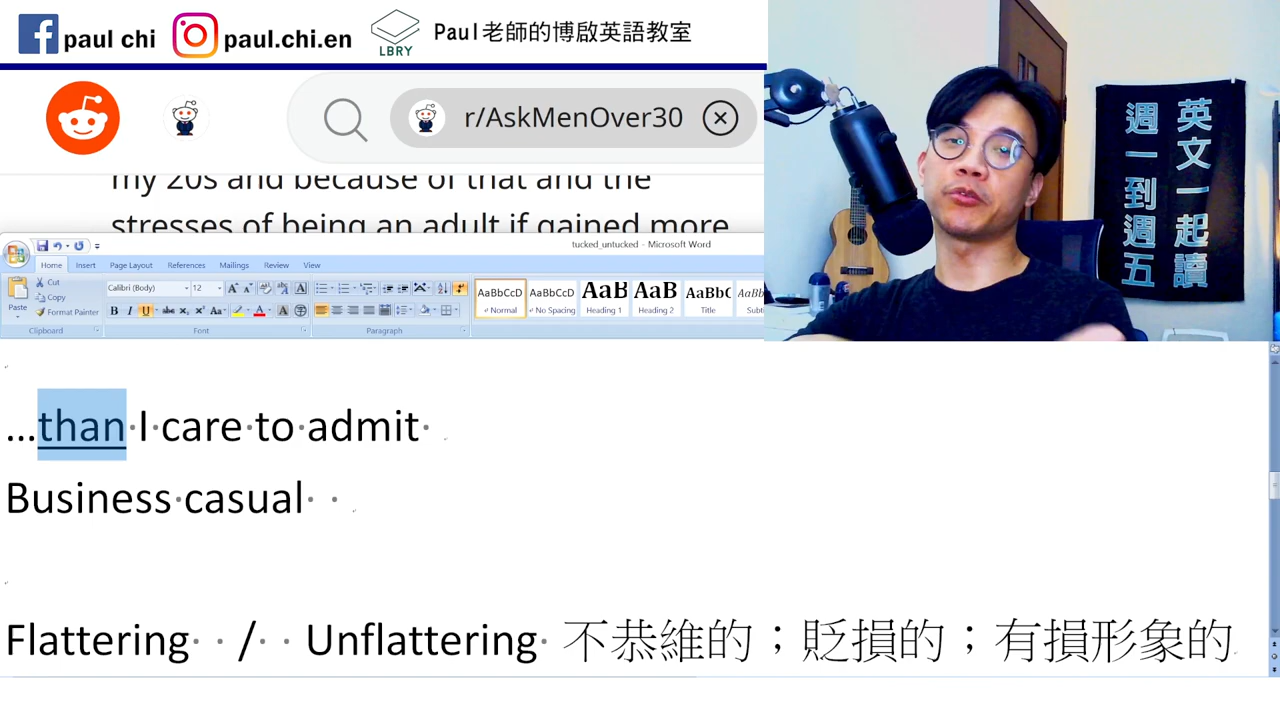 paul chi
paul.chi.en
LBRY
Paul老師的博啟英語教室
r/AskMenOver30
my 20s and because of that and the
stresses of being an adult if gained more
tucked_untucked - Microsoft Word
Home Insert Page Layout References Mailings Review View
Paste
Cut
Copy
Format Painter
Clipboard
Calibri (Body) 12
Font
Paragraph
AaBbCcD AaBbCcD AaB AaB AaBbC AaBb
Normal No Spacing Heading 1 Heading 2 Title Subt
英文一起讀
週一到週五
...than I care to admit
Business casual
Flattering / Unflattering 不恭維的；貶損的；有損形象的